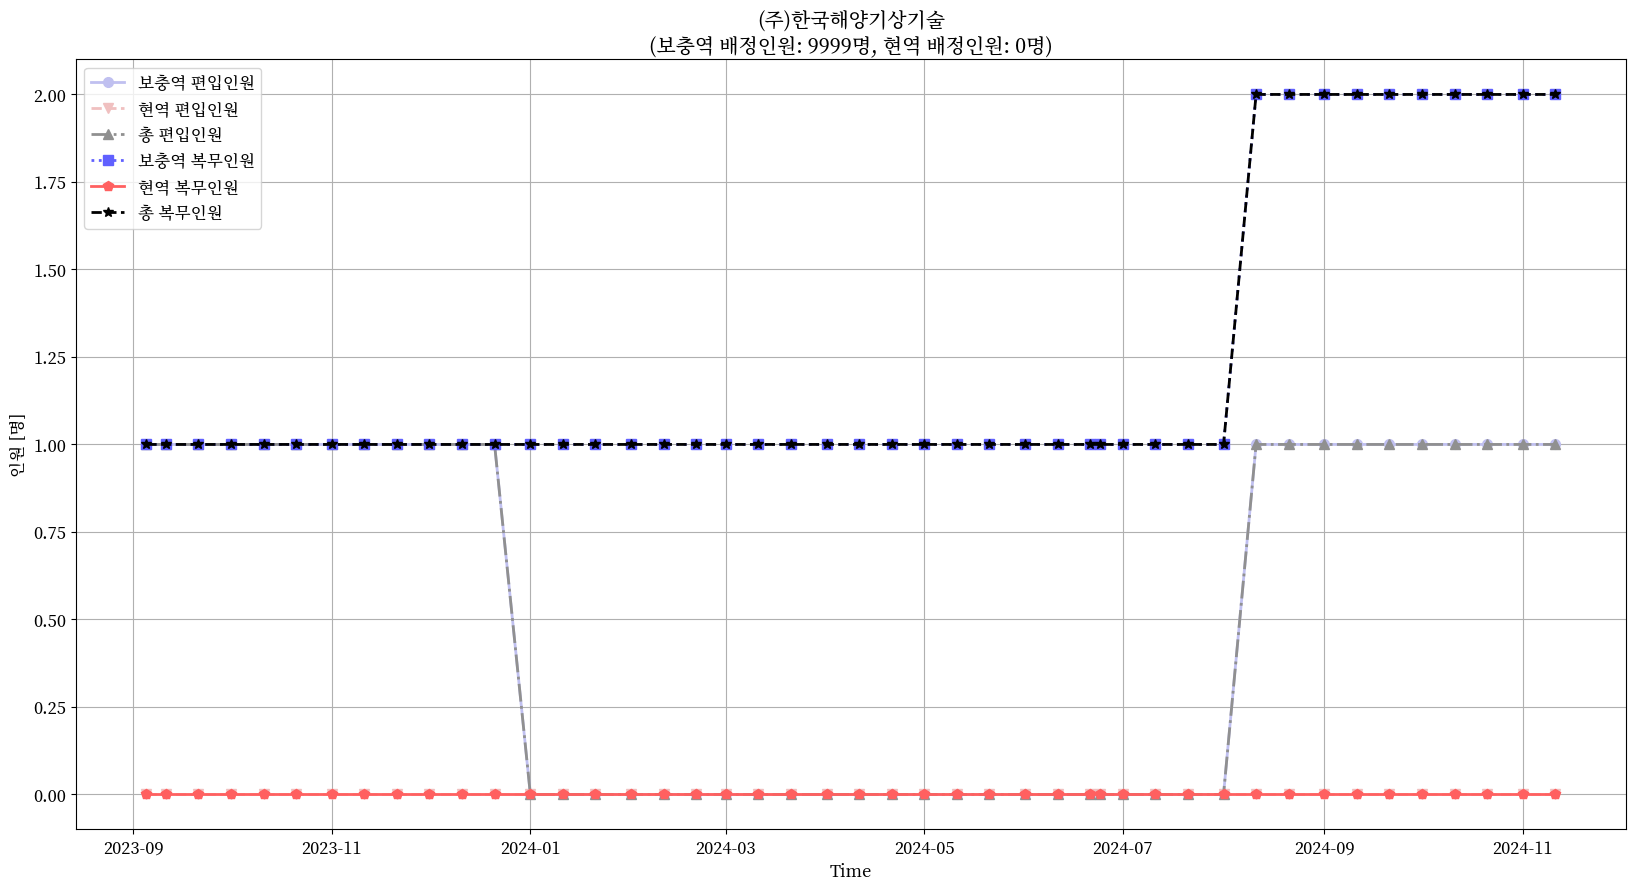 (주)한국해양기상기술
(보충역 배정인원: 9999명, 현역 배정인원: 0명)
보충역 편입인원
현역 편입인원
총 편입인원
보충역 복무인원
현역 복무인원
총 복무인원
2.00
1.75
1.50
1.25
1.00
0.75
0.50
0.25
0.00
인원 [명]
2023-09 2023-11 2024-01 2024-03 2024-05 2024-07 2024-09 2024-11
Time